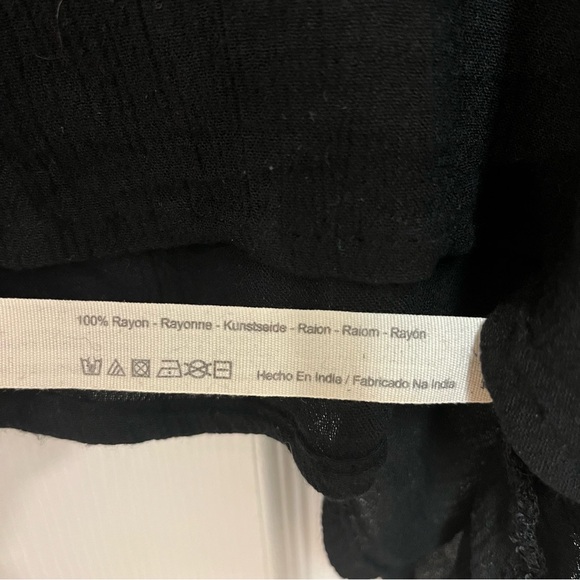 100% Rayon - Rayonne - Kunstseide - Raion - Raiom - Rayón
Hecho En India / Fabricado Na India